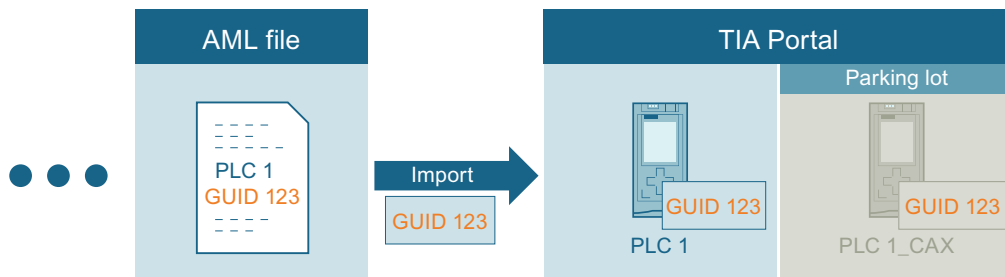 AML file
PLC 1
GUID 123
Import
GUID 123
TIA Portal
Parking lot
GUID 123
PLC 1
GUID 123
PLC 1_CAX